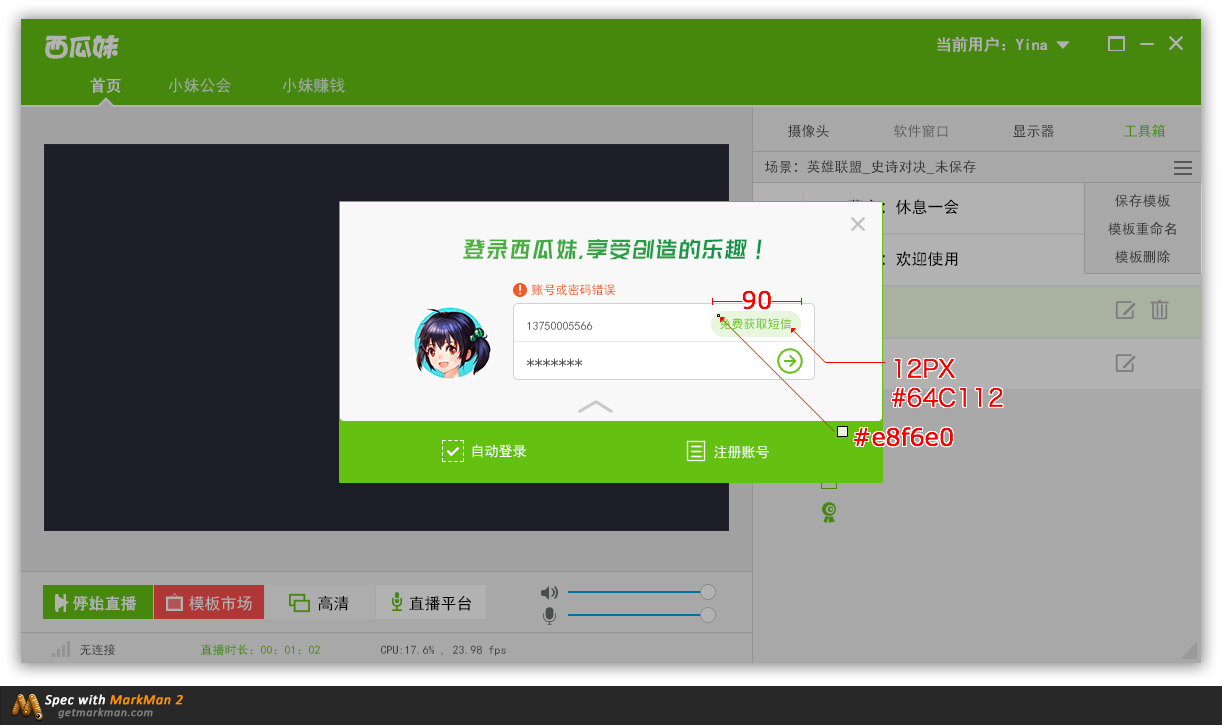 西瓜妹
当前用户：Yina
首页
小妹公会
小妹赚钱
摄像头
软件窗口
显示器
工具箱
场景：英雄联盟_史诗对决_未保存
：休息一会
保存模板
模板重命名
模板删除
：欢迎使用
登录西瓜妹,享受创造的乐趣！
账号或密码错误
90
13750005566
免费获取短信
*******
12PX
#64C112
#e8f6e0
自动登录
注册账号
模板市场
高清
直播平台
无连接
直播时长：00：01：02
CPU:17.6% , 23.98 fps
Spec with MarkMan 2
getmarkman.com